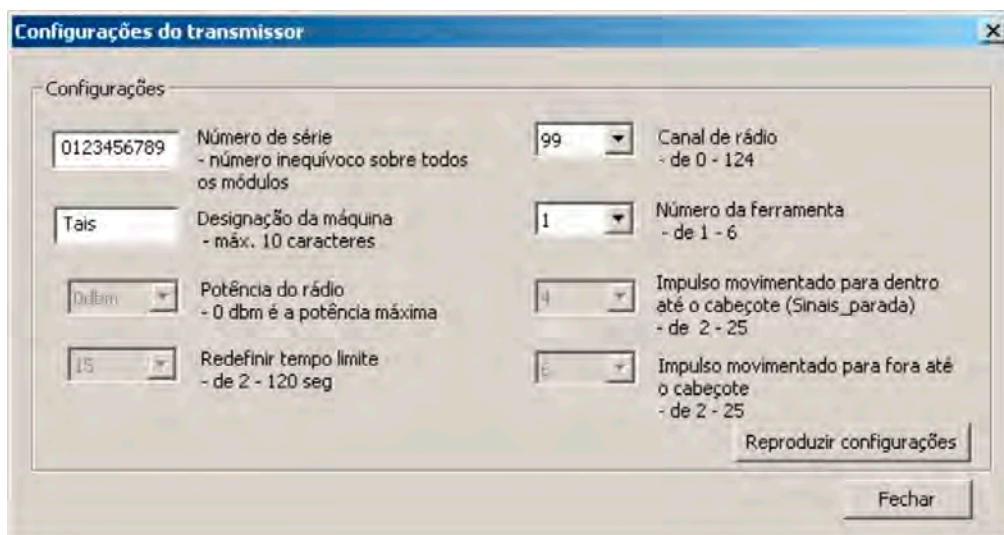 Configurações do transmissor
Configurações
0123456789
Número de série
- número inequívoco sobre todos
os módulos
Tais
Designação da máquina
- máx. 10 caracteres
0dbm
Potência do rádio
- 0 dbm é a potência máxima
15
Redefinir tempo limite
- de 2 - 120 seg
99
Canal de rádio
- de 0 - 124
1
Número da ferramenta
- de 1 - 6
4
Impulso movimentado para dentro
até o cabeçote (Sinais_parada)
- de 2 - 25
6
Impulso movimentado para fora até
o cabeçote
- de 2 - 25
Reproduzir configurações
Fechar